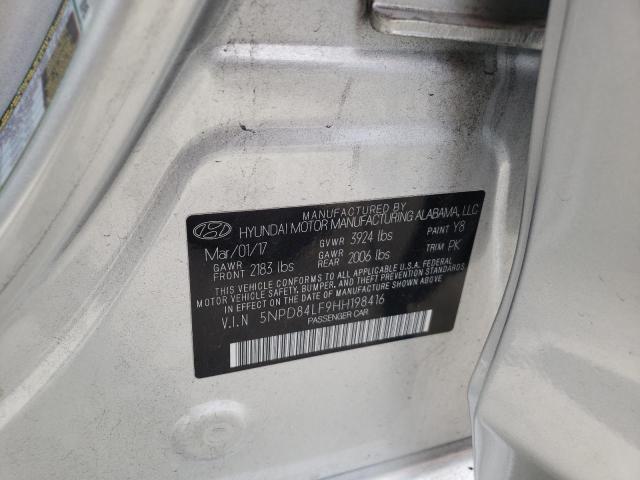 MANUFACTURED BY
HYUNDAI MOTOR MANUFACTURING ALABAMA, LLC
Mar/01/17 GVWR 3924 lbs PAINT Y8
GAWR FRONT 2183 lbs GAWR REAR 2006 lbs TRIM PK
THIS VEHICLE CONFORMS TO ALL APPLICABLE U.S. FEDERAL
MOTOR VEHICLE SAFETY, BUMPER, AND THEFT PREVENTION
STANDARDS IN EFFECT ON THE DATE OF MANUFACTURE SHOWN ABOVE.
V.I.N 5NPD84LF9HH198416
PASSENGER CAR